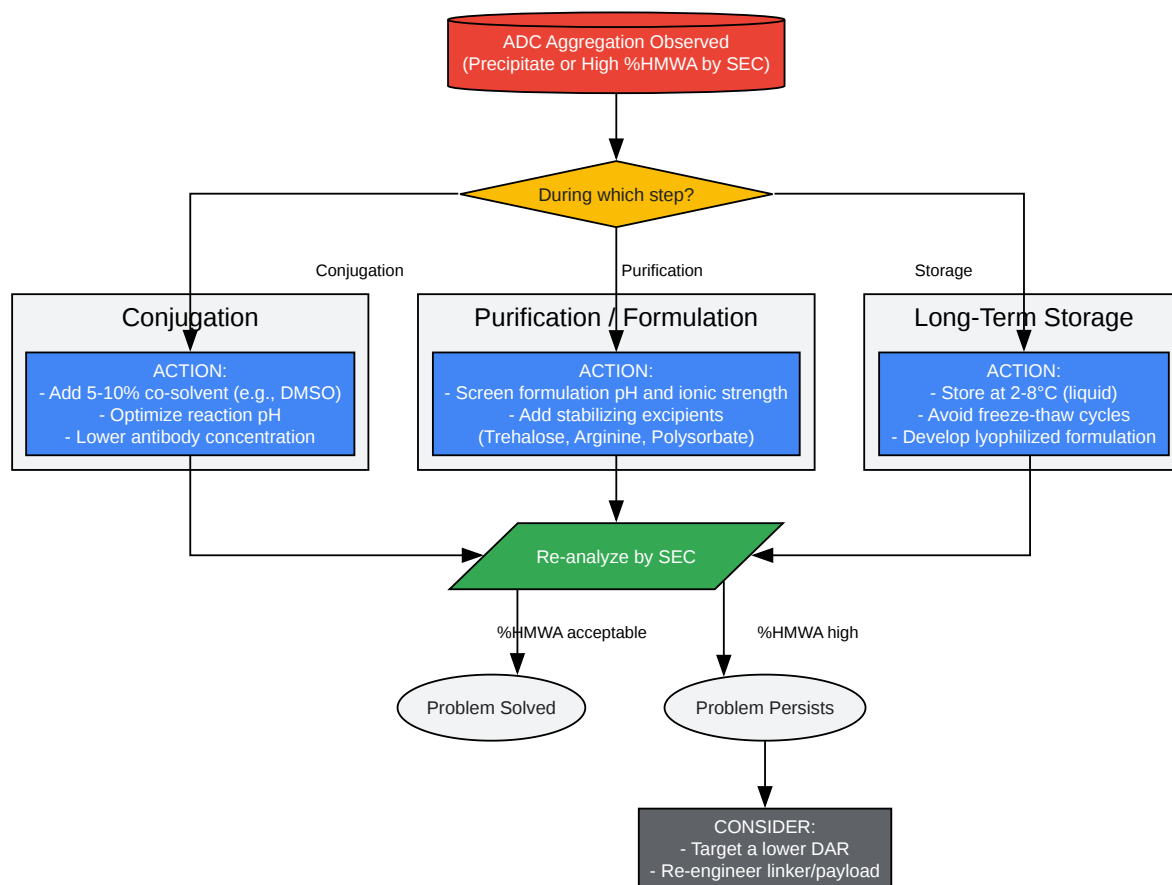 ADC Aggregation Observed
(Precipitate or High %HMWA by SEC)
During which step?
Conjugation
Purification
Storage
Conjugation
ACTION:
- Add 5-10% co-solvent (e.g., DMSO)
- Optimize reaction pH
- Lower antibody concentration
Purification / Formulation
ACTION:
- Screen formulation pH and ionic strength
- Add stabilizing excipients
(Trehalose, Arginine, Polysorbate)
Long-Term Storage
ACTION:
- Store at 2-8°C (liquid)
- Avoid freeze-thaw cycles
- Develop lyophilized formulation
Re-analyze by SEC
%HMWA acceptable
%HMWA high
Problem Solved
Problem Persists
CONSIDER:
- Target a lower DAR
- Re-engineer linker/payload